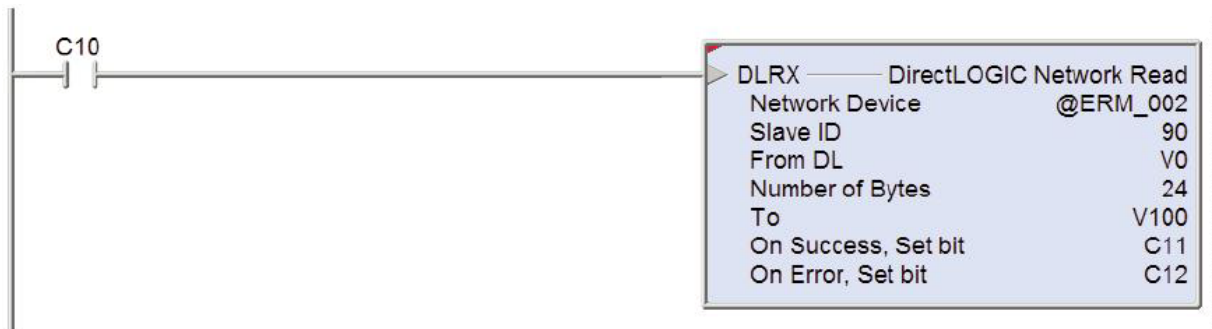 C10
DLRX DirectLOGIC Network Read
Network Device @ERM_002
Slave ID 90
From DL V0
Number of Bytes 24
To V100
On Success, Set bit C11
On Error, Set bit C12